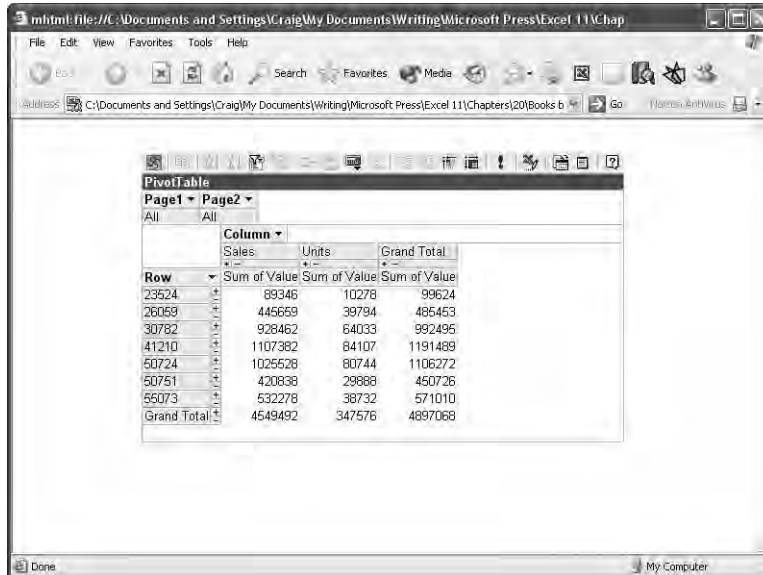 mhtml:file://C:\Documents and Settings\Craig\My Documents\Writing\Microsoft Press\Excel 11\Chap
File Edit View Favorites Tools Help
Back Search Favorites Media
Address C:\Documents and Settings\Craig\My Documents\Writing\Microsoft Press\Excel 11\Chapters\20\Books b Go Norton AntiVirus
PivotTable
Page1 Page2
All All
Column
Sales Units Grand Total
+ - + - + -
Row Sum of Value Sum of Value Sum of Value
23524 89346 10278 99624
26059 445659 39794 485453
30782 928462 64033 992495
41210 1107382 84107 1191489
50724 1025528 80744 1106272
50751 420838 29888 450726
55073 532278 38732 571010
Grand Total 4549492 347576 4897068
Done My Computer